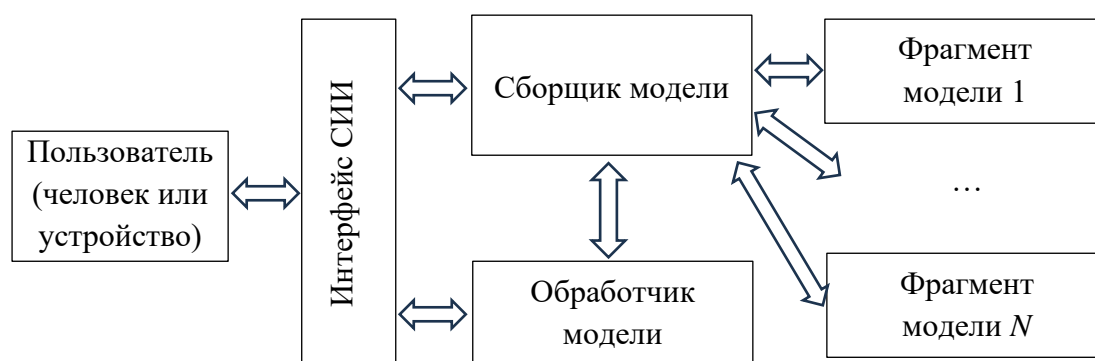 Пользователь
(человек или
устройство)
Интерфейс СИИ
Сборщик модели
Обработчик
модели
Фрагмент
модели 1
…
Фрагмент
модели N